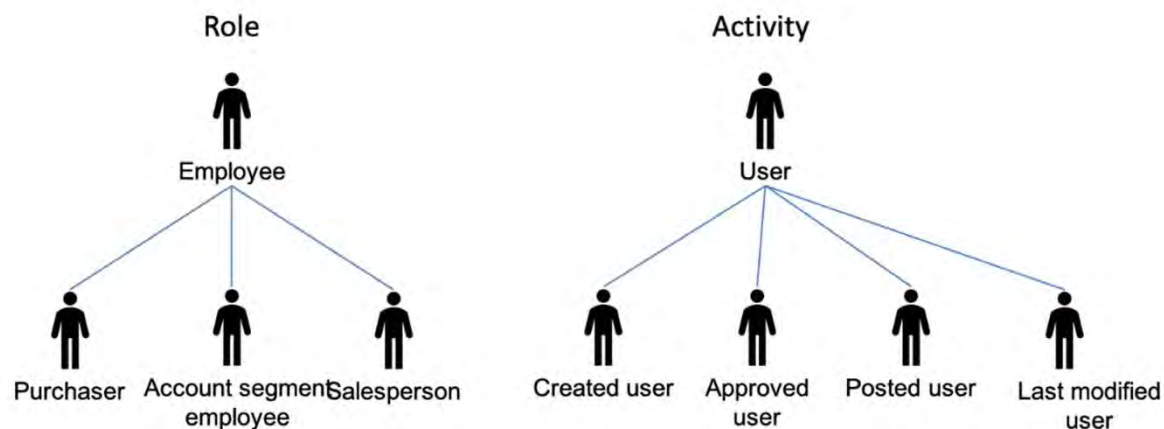 Role
Activity
Employee
User
Purchaser
Account segment
employee
Salesperson
Created user
Approved
user
Posted user
Last modified
user